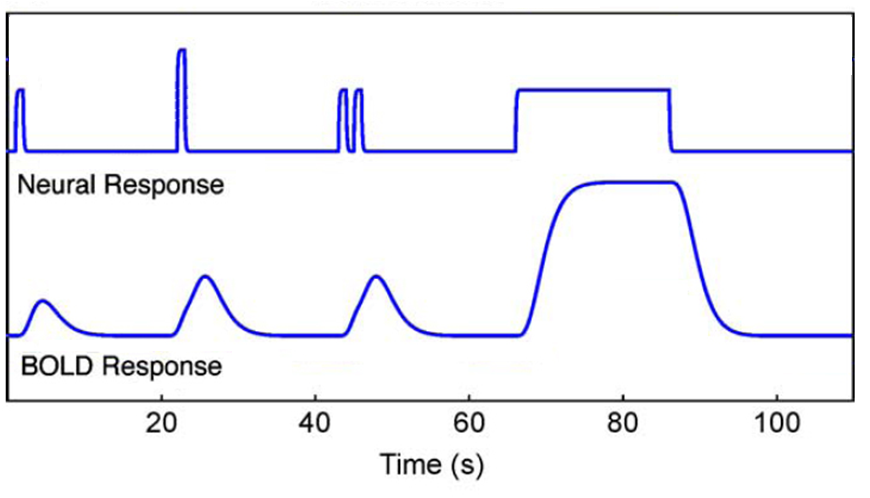 Neural Response
BOLD Response
20 40 60 80 100
Time (s)